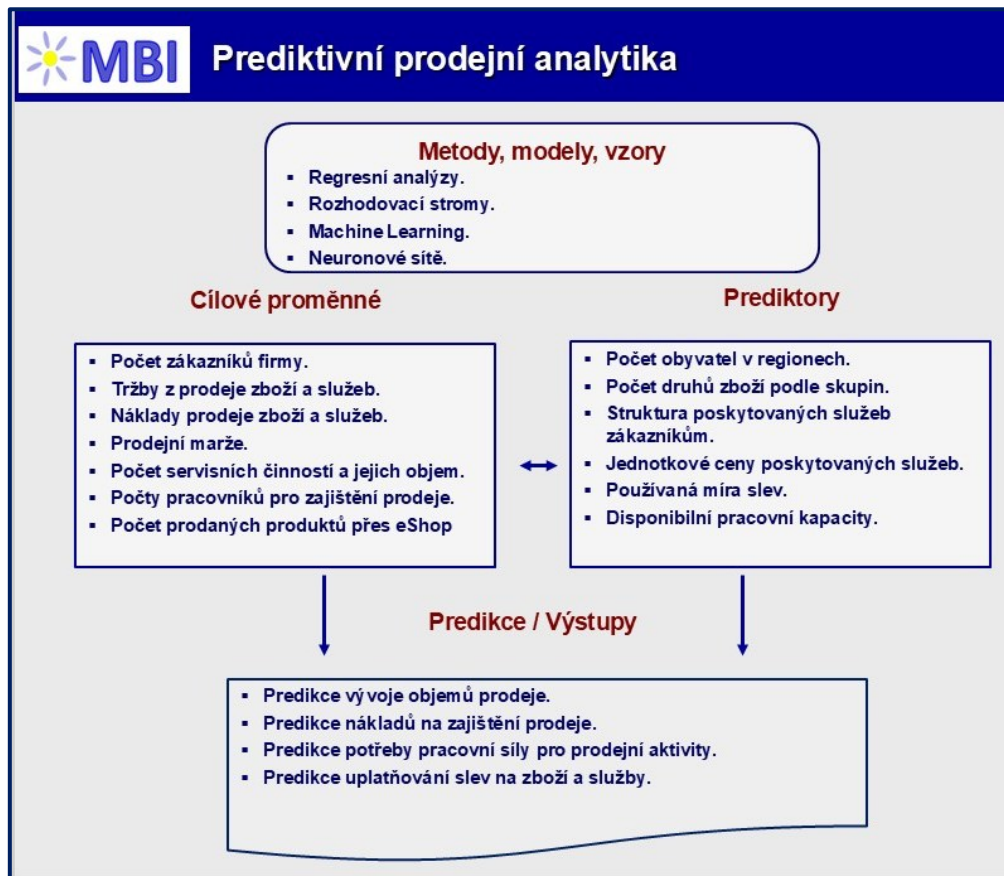 MBI
Prediktivní prodejní analytika
Metody, modely, vzory
▪ Regresní analýzy.
▪ Rozhodovací stromy.
▪ Machine Learning.
▪ Neuronové sítě.
Cílové proměnné
▪ Počet zákazníků firmy.
▪ Tržby z prodeje zboží a služeb.
▪ Náklady prodeje zboží a služeb.
▪ Prodejní marže.
▪ Počet servisních činností a jejich objem.
▪ Počty pracovníků pro zajištění prodeje.
▪ Počet prodaných produktů přes eShop
Prediktory
▪ Počet obyvatel v regionech.
▪ Počet druhů zboží podle skupin.
▪ Struktura poskytovaných služeb
zákazníkům.
▪ Jednotkové ceny poskytovaných služeb.
▪ Používaná míra slev.
▪ Disponibilní pracovní kapacity.
Predikce / Výstupy
▪ Predikce vývoje objemů prodeje.
▪ Predikce nákladů na zajištění prodeje.
▪ Predikce potřeby pracovní síly pro prodejní aktivity.
▪ Predikce uplatňování slev na zboží a služby.